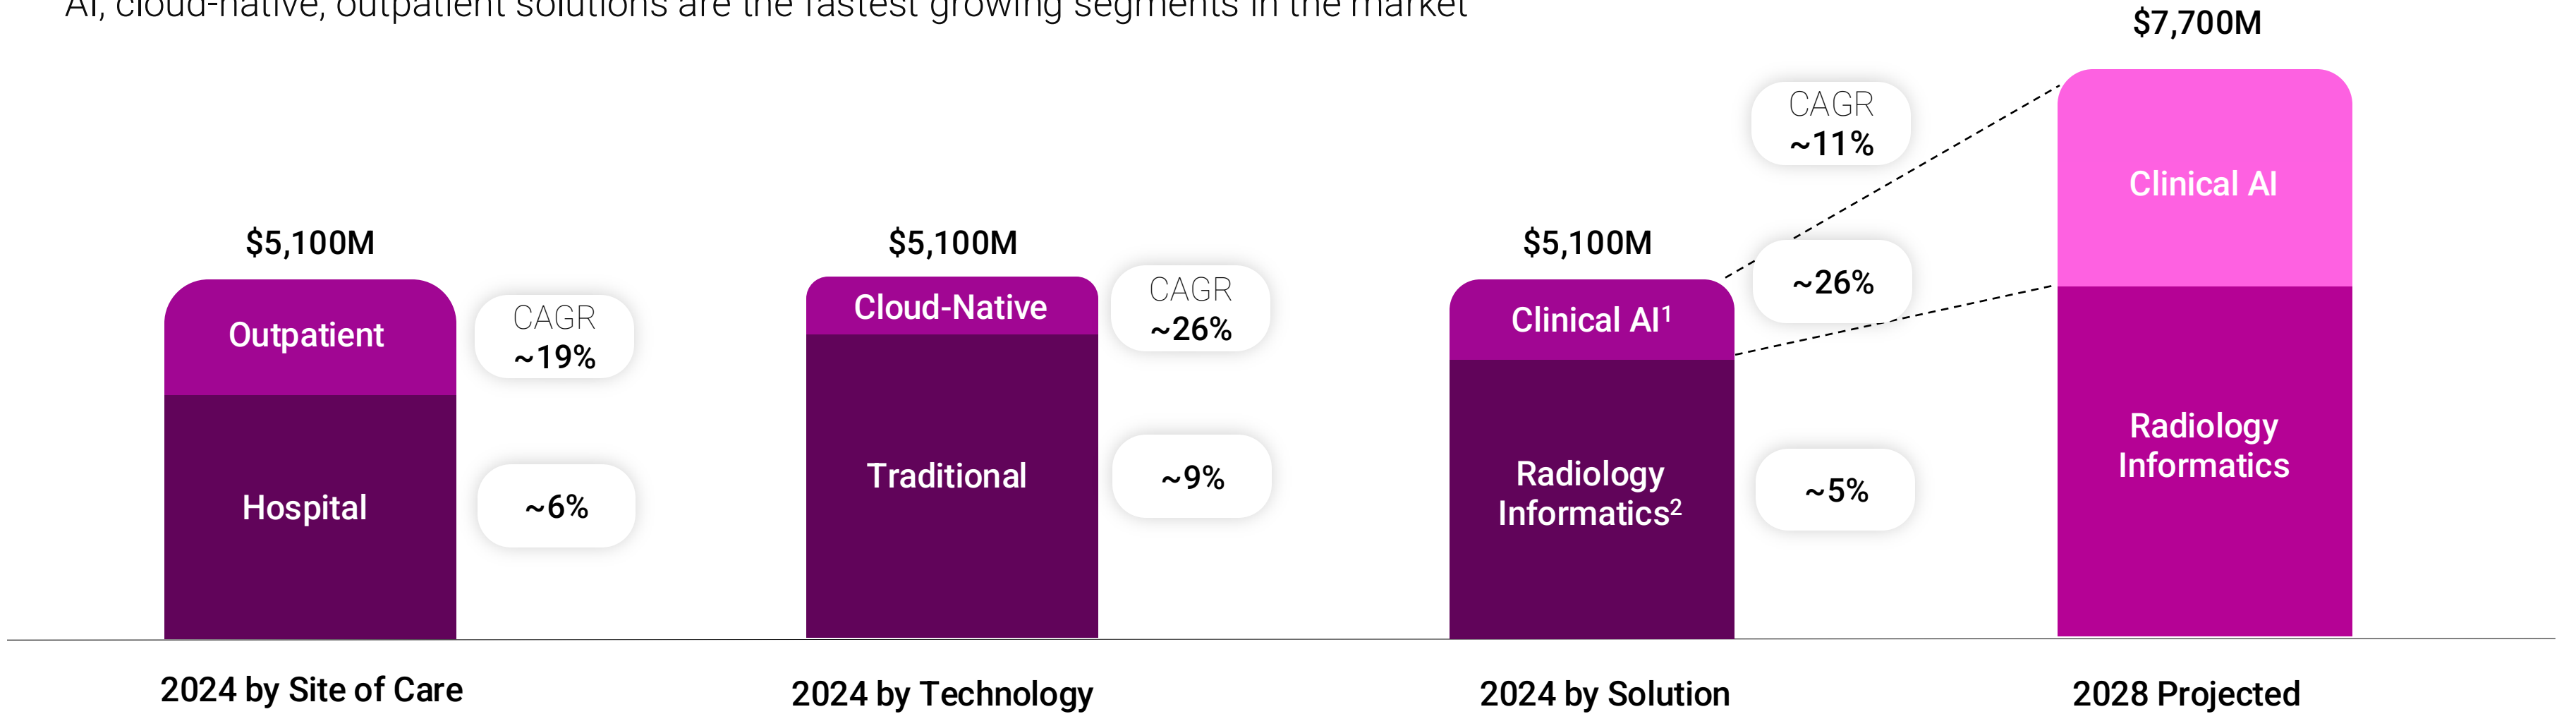 AI, cloud-native, outpatient solutions are the fastest growing segments in the market
$7,700M
CAGR
~11%
Clinical AI
$5,100M
$5,100M
$5,100M
~26%
Outpatient
CAGR
~19%
Cloud-Native
CAGR
~26%
Clinical AI¹
Hospital
~6%
Traditional
~9%
Radiology
Informatics²
~5%
Radiology
Informatics
2024 by Site of Care
2024 by Technology
2024 by Solution
2028 Projected